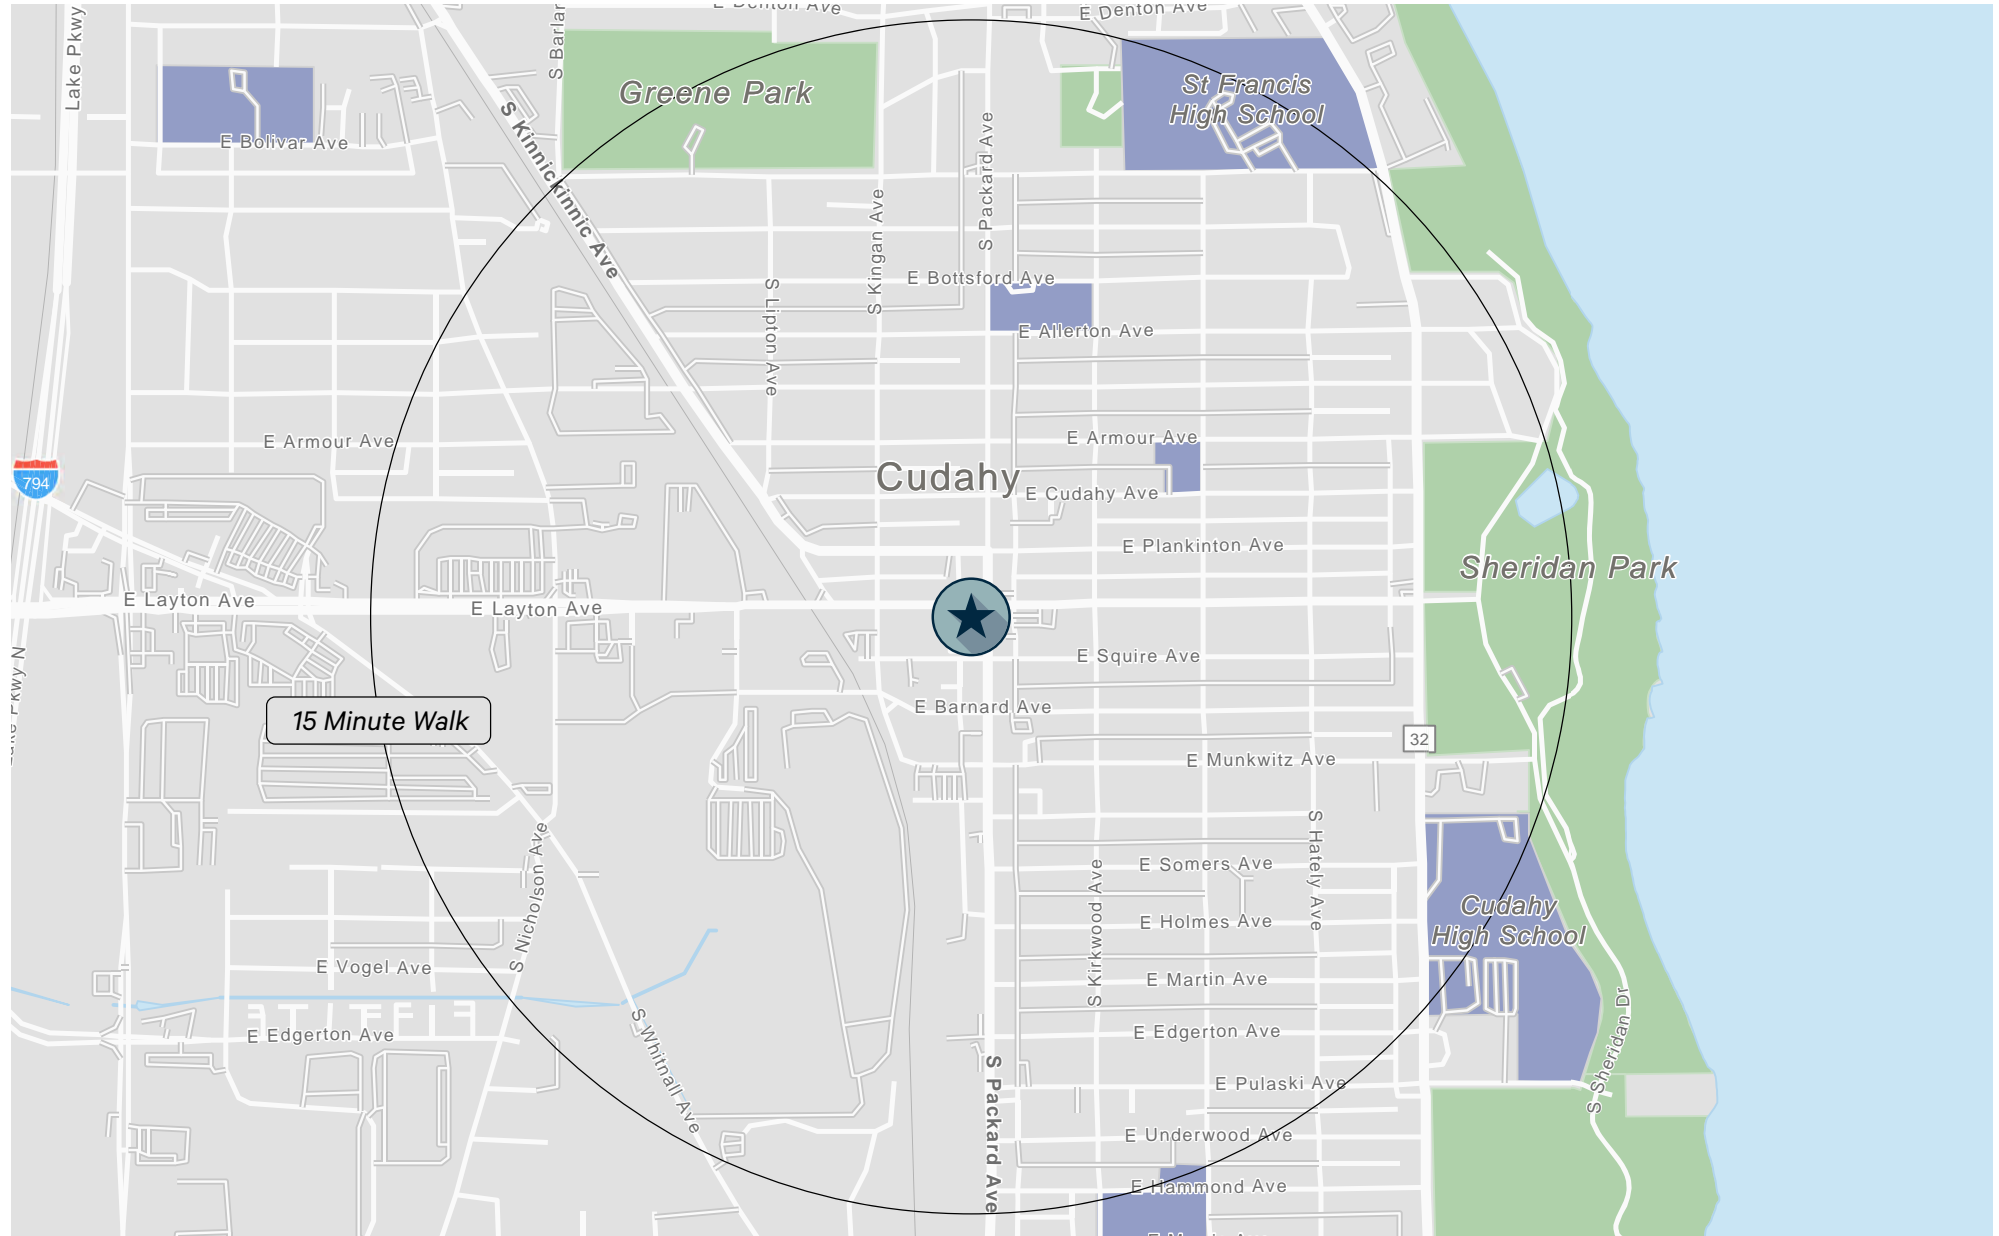 E Denton Ave
E Denton Ave
Lake Pkwy
S Barlan
Greene Park
St Francis
High School
S Kinnickinnic Ave
E Bolivar Ave
S Packard Ave
S Kingan Ave
E Bottsford Ave
S Lipton Ave
E Allerton Ave
E Armour Ave
E Armour Ave
Cudahy
794
E Cudahy Ave
E Plankinton Ave
Sheridan Park
E Layton Ave
E Layton Ave
E Squire Ave
Lake Pkwy N
E Barnard Ave
15 Minute Walk
32
E Munkwitz Ave
S Nicholson Ave
S Hately Ave
E Somers Ave
S Kirkwood Ave
Cudahy
High School
E Holmes Ave
E Vogel Ave
E Martin Ave
S Sheridan Dr
E Edgerton Ave
E Edgerton Ave
S Whitnall Ave
S Packard Ave
E Pulaski Ave
E Underwood Ave
E Hammond Ave